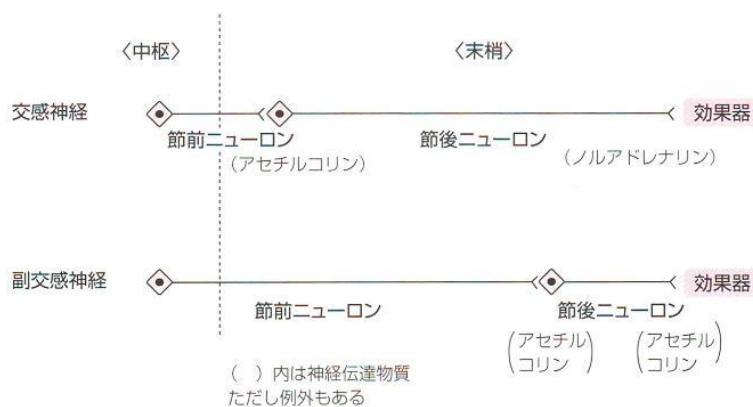 〈中枢〉
〈末梢〉
交感神経
効果器
節前ニューロン
節後ニューロン
(アセチルコリン)
(ノルアドレナリン)
副交感神経
効果器
節前ニューロン
節後ニューロン
(アセチル
コリン)
(アセチル
コリン)
( )内は神経伝達物質
ただし例外もある